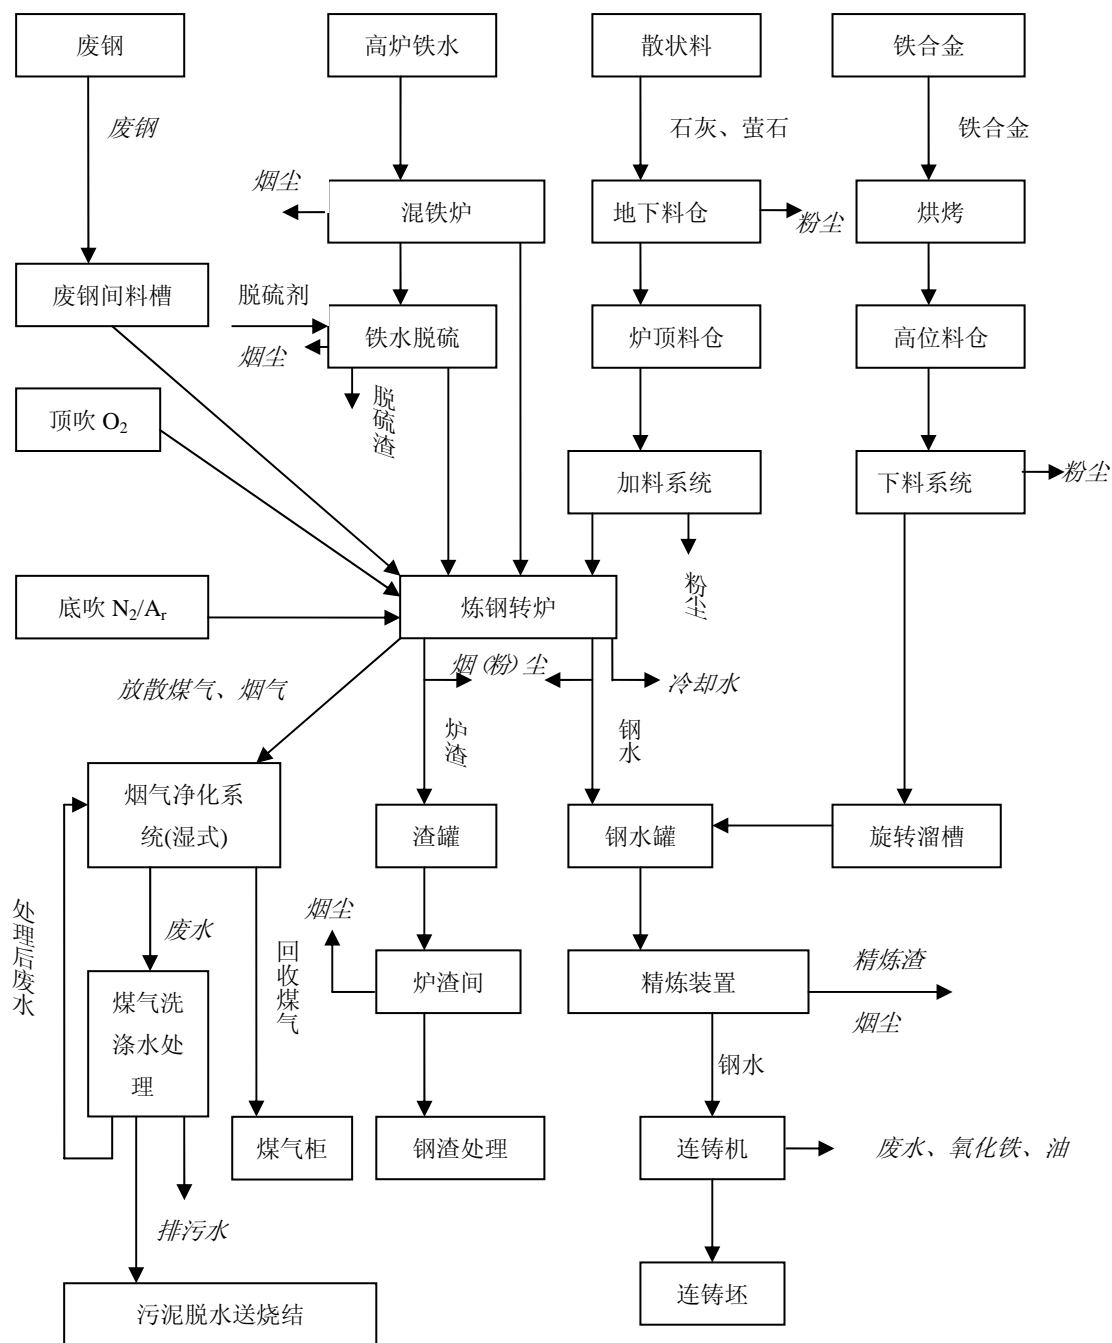 废钢
高炉铁水
散状料
铁合金
废钢
石灰、萤石
铁合金
烟尘
混铁炉
地下料仓
粉尘
烘烤
废钢间料槽
脱硫剂
烟尘
铁水脱硫
炉顶料仓
高位料仓
脱硫渣
顶吹 O₂
加料系统
下料系统
粉尘
粉尘
底吹 N₂/Aᵣ
炼钢转炉
烟(粉)尘
冷却水
放散煤气、烟气
炉渣
钢水
烟气净化系
统(湿式)
渣罐
钢水罐
旋转溜槽
处理后废水
废水
回收煤气
烟尘
炉渣间
精炼装置
精炼渣
烟尘
煤气洗
涤水处
理
钢水
煤气柜
钢渣处理
连铸机
废水、氧化铁、油
排污水
污泥脱水送烧结
连铸坯